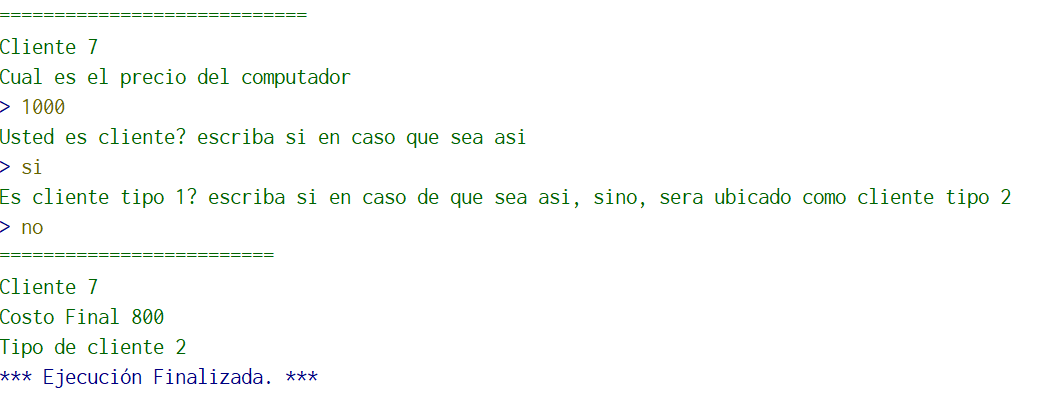 ============================
Cliente 7
Cual es el precio del computador
> 1000
Usted es cliente? escriba si en caso que sea asi
> si
Es cliente tipo 1? escriba si en caso de que sea asi, sino, sera ubicado como cliente tipo 2
> no
=========================
Cliente 7
Costo Final 800
Tipo de cliente 2
*** Ejecución Finalizada. ***